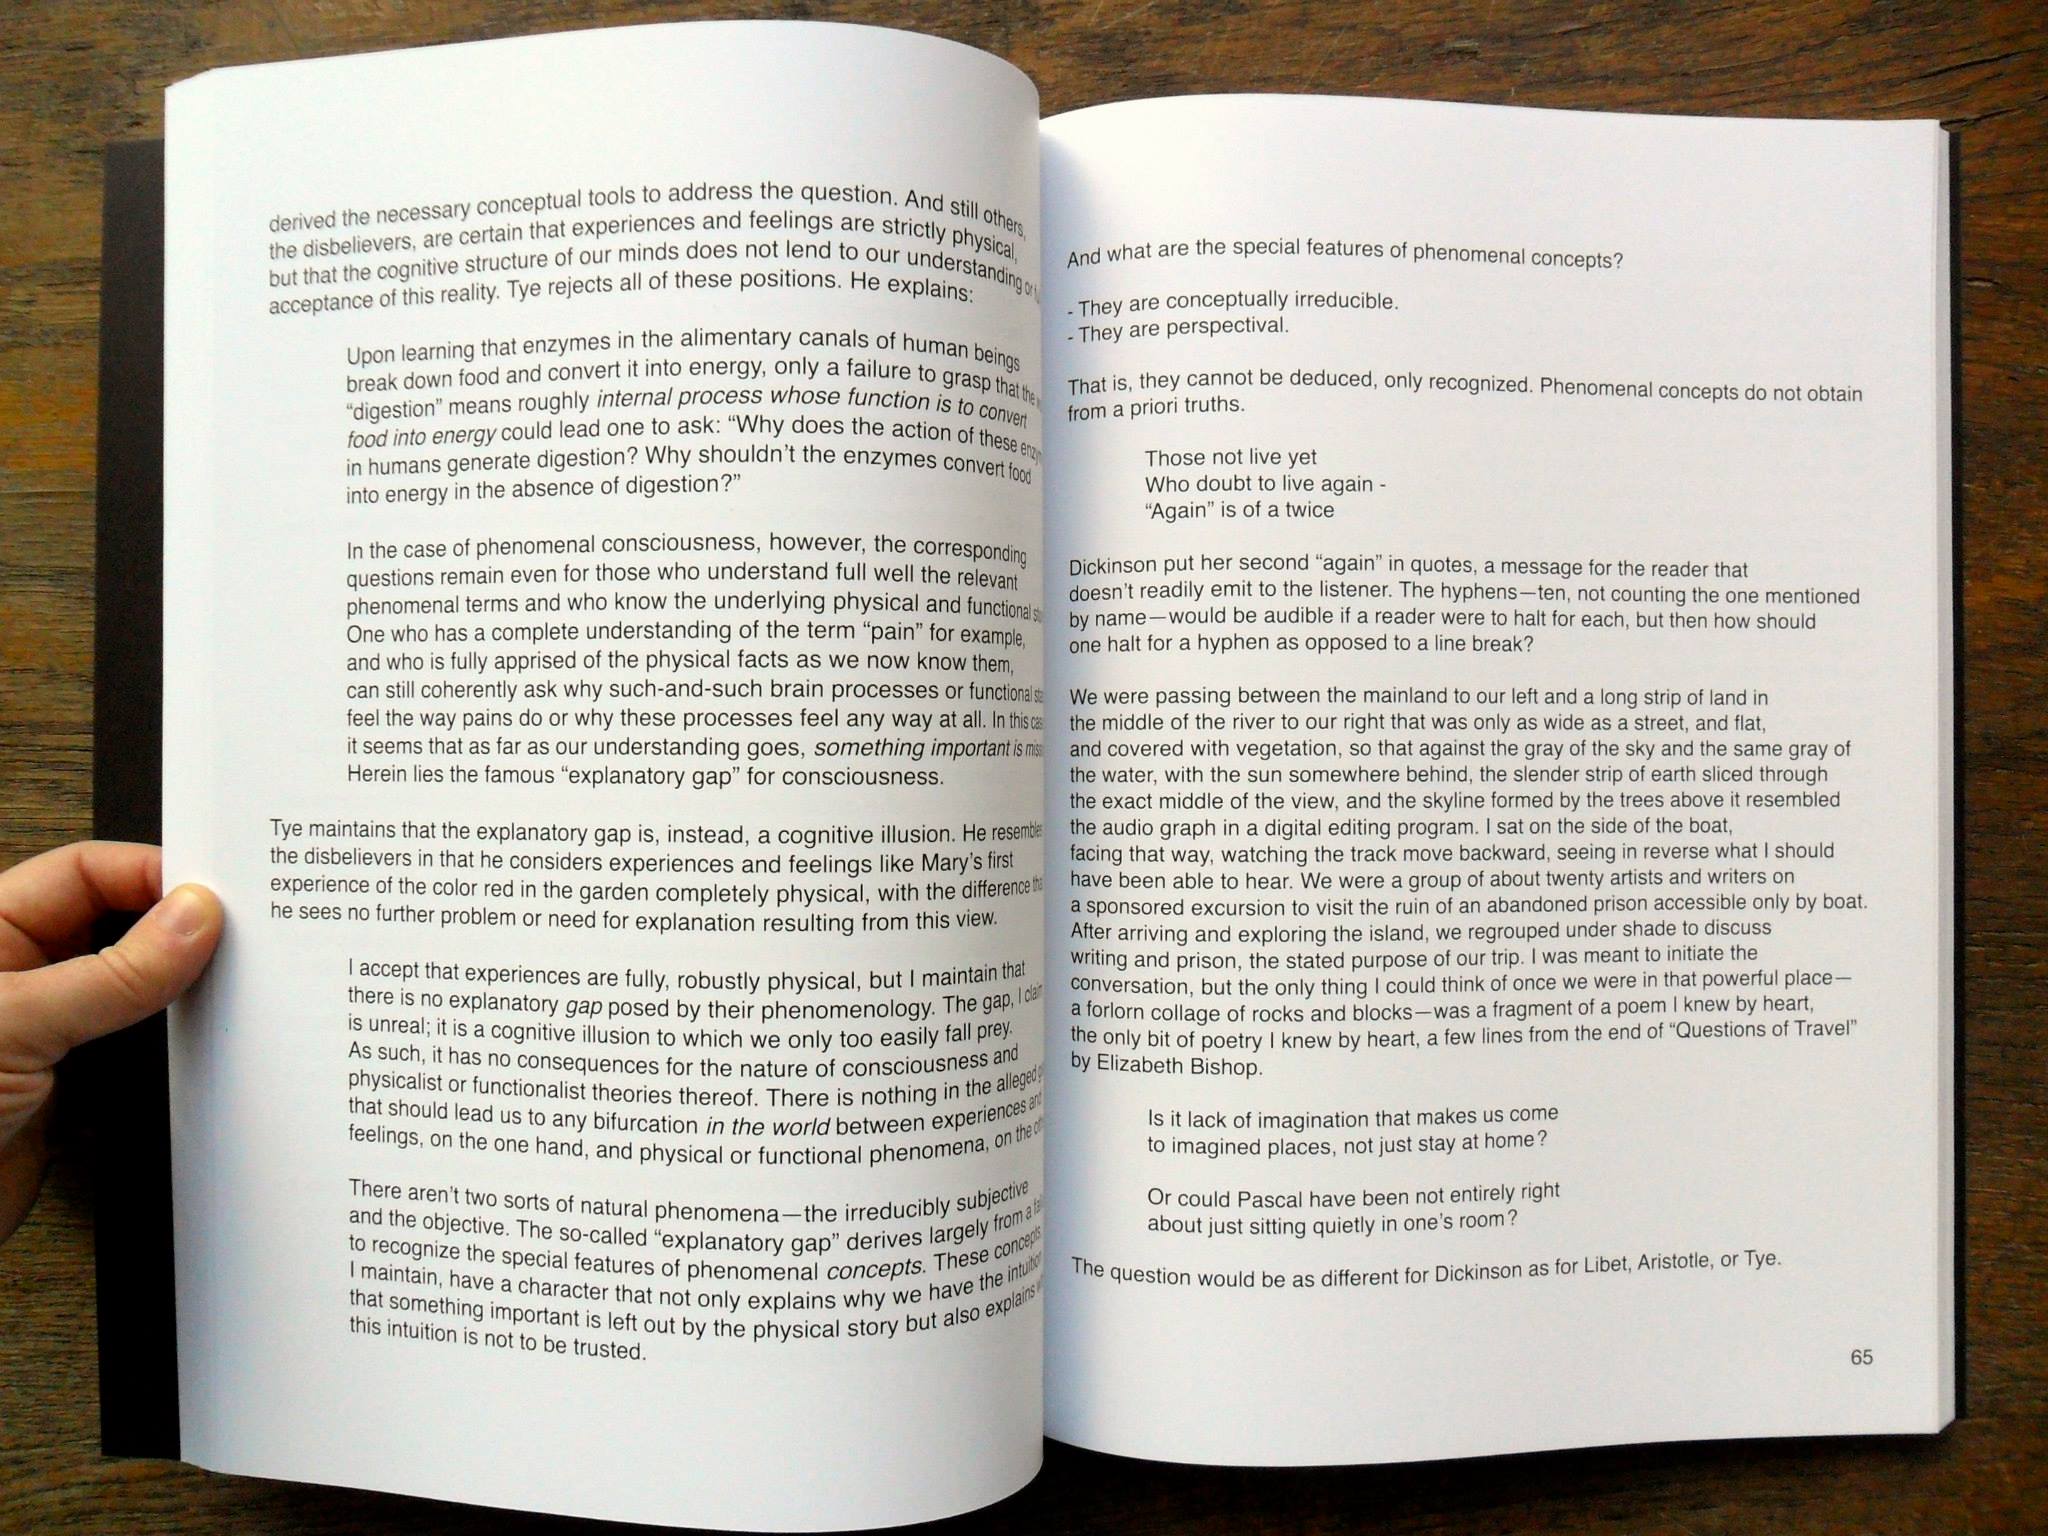 derived the necessary conceptual tools to address the question. And still others,
the disbelievers, are certain that experiences and feelings are strictly physical,
but that the cognitive structure of our minds does not lend to our understanding or
acceptance of this reality. Tye rejects all of these positions. He explains:
Upon learning that enzymes in the alimentary canals of human beings
break down food and convert it into energy, only a failure to grasp that the
“digestion” means roughly internal process whose function is to convert
food into energy could lead one to ask: “Why does the action of these
in humans generate digestion? Why shouldn’t the enzymes convert food
into energy in the absence of digestion?”
In the case of phenomenal consciousness, however, the corresponding
questions remain even for those who understand full well the relevant
phenomenal terms and who know the underlying physical and functional
One who has a complete understanding of the term “pain” for example,
and who is fully apprised of the physical facts as we now know them,
can still coherently ask why such-and-such brain processes or functional
feel the way pains do or why these processes feel any way at all. In this
it seems that as far as our understanding goes, something important is
Herein lies the famous “explanatory gap” for consciousness.
Tye maintains that the explanatory gap is, instead, a cognitive illusion. He resembles
the disbelievers in that he considers experiences and feelings like Mary’s first
experience of the color red in the garden completely physical, with the difference
he sees no further problem or need for explanation resulting from this view.
I accept that experiences are fully, robustly physical, but I maintain that
there is no explanatory gap posed by their phenomenology. The gap, I claim
is unreal; it is a cognitive illusion to which we only too easily fall prey.
As such, it has no consequences for the nature of consciousness and
physicalist or functionalist theories thereof. There is nothing in the alleged
that should lead us to any bifurcation in the world between experiences and
feelings, on the one hand, and physical or functional phenomena, on the
There aren’t two sorts of natural phenomena—the irreducibly subjective
and the objective. The so-called “explanatory gap” derives largely from a
to recognize the special features of phenomenal concepts. These concepts
I maintain, have a character that not only explains why we have the intuition
that something important is left out by the physical story but also explains
this intuition is not to be trusted.
And what are the special features of phenomenal concepts?
- They are conceptually irreducible.
- They are perspectival.
That is, they cannot be deduced, only recognized. Phenomenal concepts do not obtain
from a priori truths.
Those not live yet
Who doubt to live again -
“Again” is of a twice
Dickinson put her second “again” in quotes, a message for the reader that
doesn’t readily emit to the listener. The hyphens—ten, not counting the one mentioned
by name—would be audible if a reader were to halt for each, but then how should
one halt for a hyphen as opposed to a line break?
We were passing between the mainland to our left and a long strip of land in
the middle of the river to our right that was only as wide as a street, and flat,
and covered with vegetation, so that against the gray of the sky and the same gray of
the water, with the sun somewhere behind, the slender strip of earth sliced through
the exact middle of the view, and the skyline formed by the trees above it resembled
the audio graph in a digital editing program. I sat on the side of the boat,
facing that way, watching the track move backward, seeing in reverse what I should
have been able to hear. We were a group of about twenty artists and writers on
a sponsored excursion to visit the ruin of an abandoned prison accessible only by boat.
After arriving and exploring the island, we regrouped under shade to discuss
writing and prison, the stated purpose of our trip. I was meant to initiate the
conversation, but the only thing I could think of once we were in that powerful place—
a forlorn collage of rocks and blocks—was a fragment of a poem I knew by heart,
the only bit of poetry I knew by heart, a few lines from the end of “Questions of Travel”
by Elizabeth Bishop.
Is it lack of imagination that makes us come
to imagined places, not just stay at home?
Or could Pascal have been not entirely right
about just sitting quietly in one’s room?
The question would be as different for Dickinson as for Libet, Aristotle, or Tye.
65